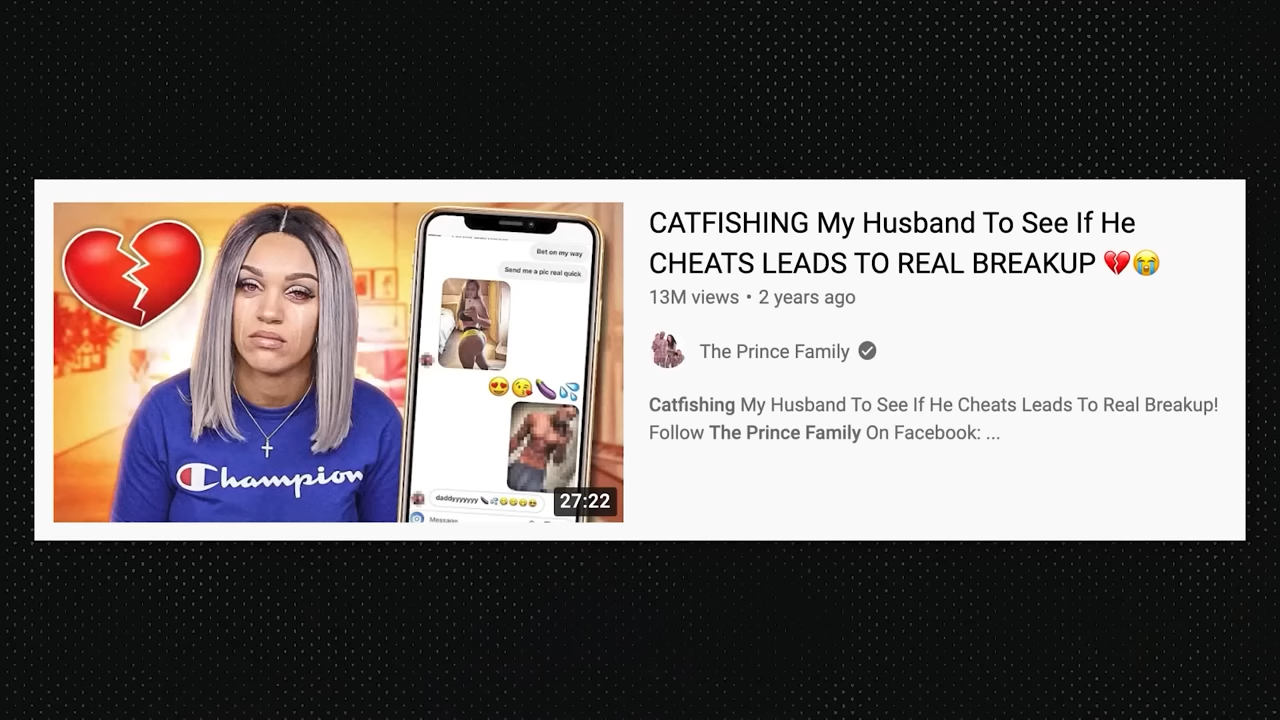 CATFISHING My Husband To See If He
CHEATS LEADS TO REAL BREAKUP 💔😭
13M views • 2 years ago
The Prince Family
Catfishing My Husband To See If He Cheats Leads To Real Breakup!
Follow The Prince Family On Facebook: ...
Bet on my way
Send me a pic real quick
😍😘🍆💦
Champion
daddyyyyyyy
Message
27:22